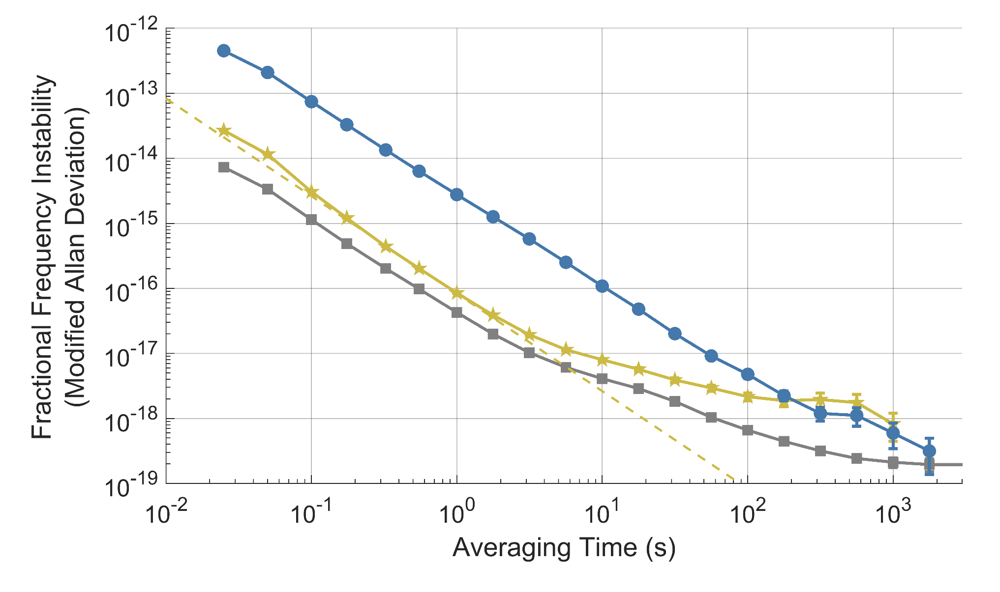 Fractional Frequency Instability
(Modified Allan Deviation)
10^-12
10^-13
10^-14
10^-15
10^-16
10^-17
10^-18
10^-19
10^-2 10^-1 10^0 10^1 10^2 10^3
Averaging Time (s)